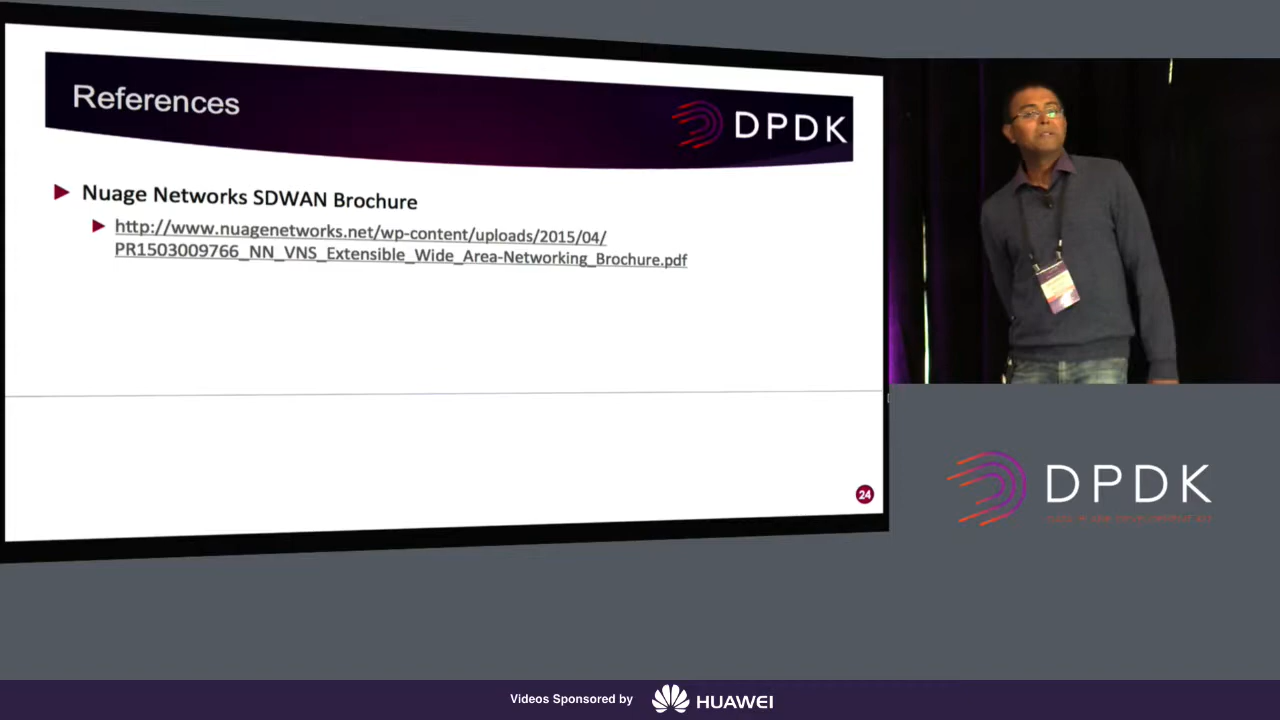 References
DPDK
Nuage Networks SDWAN Brochure
http://www.nuagenetworks.net/wp-content/uploads/2015/04/
PR1503009766_NN_VNS_Extensible_Wide_Area-Networking_Brochure.pdf
24
DPDK
Videos Sponsored by
HUAWEI